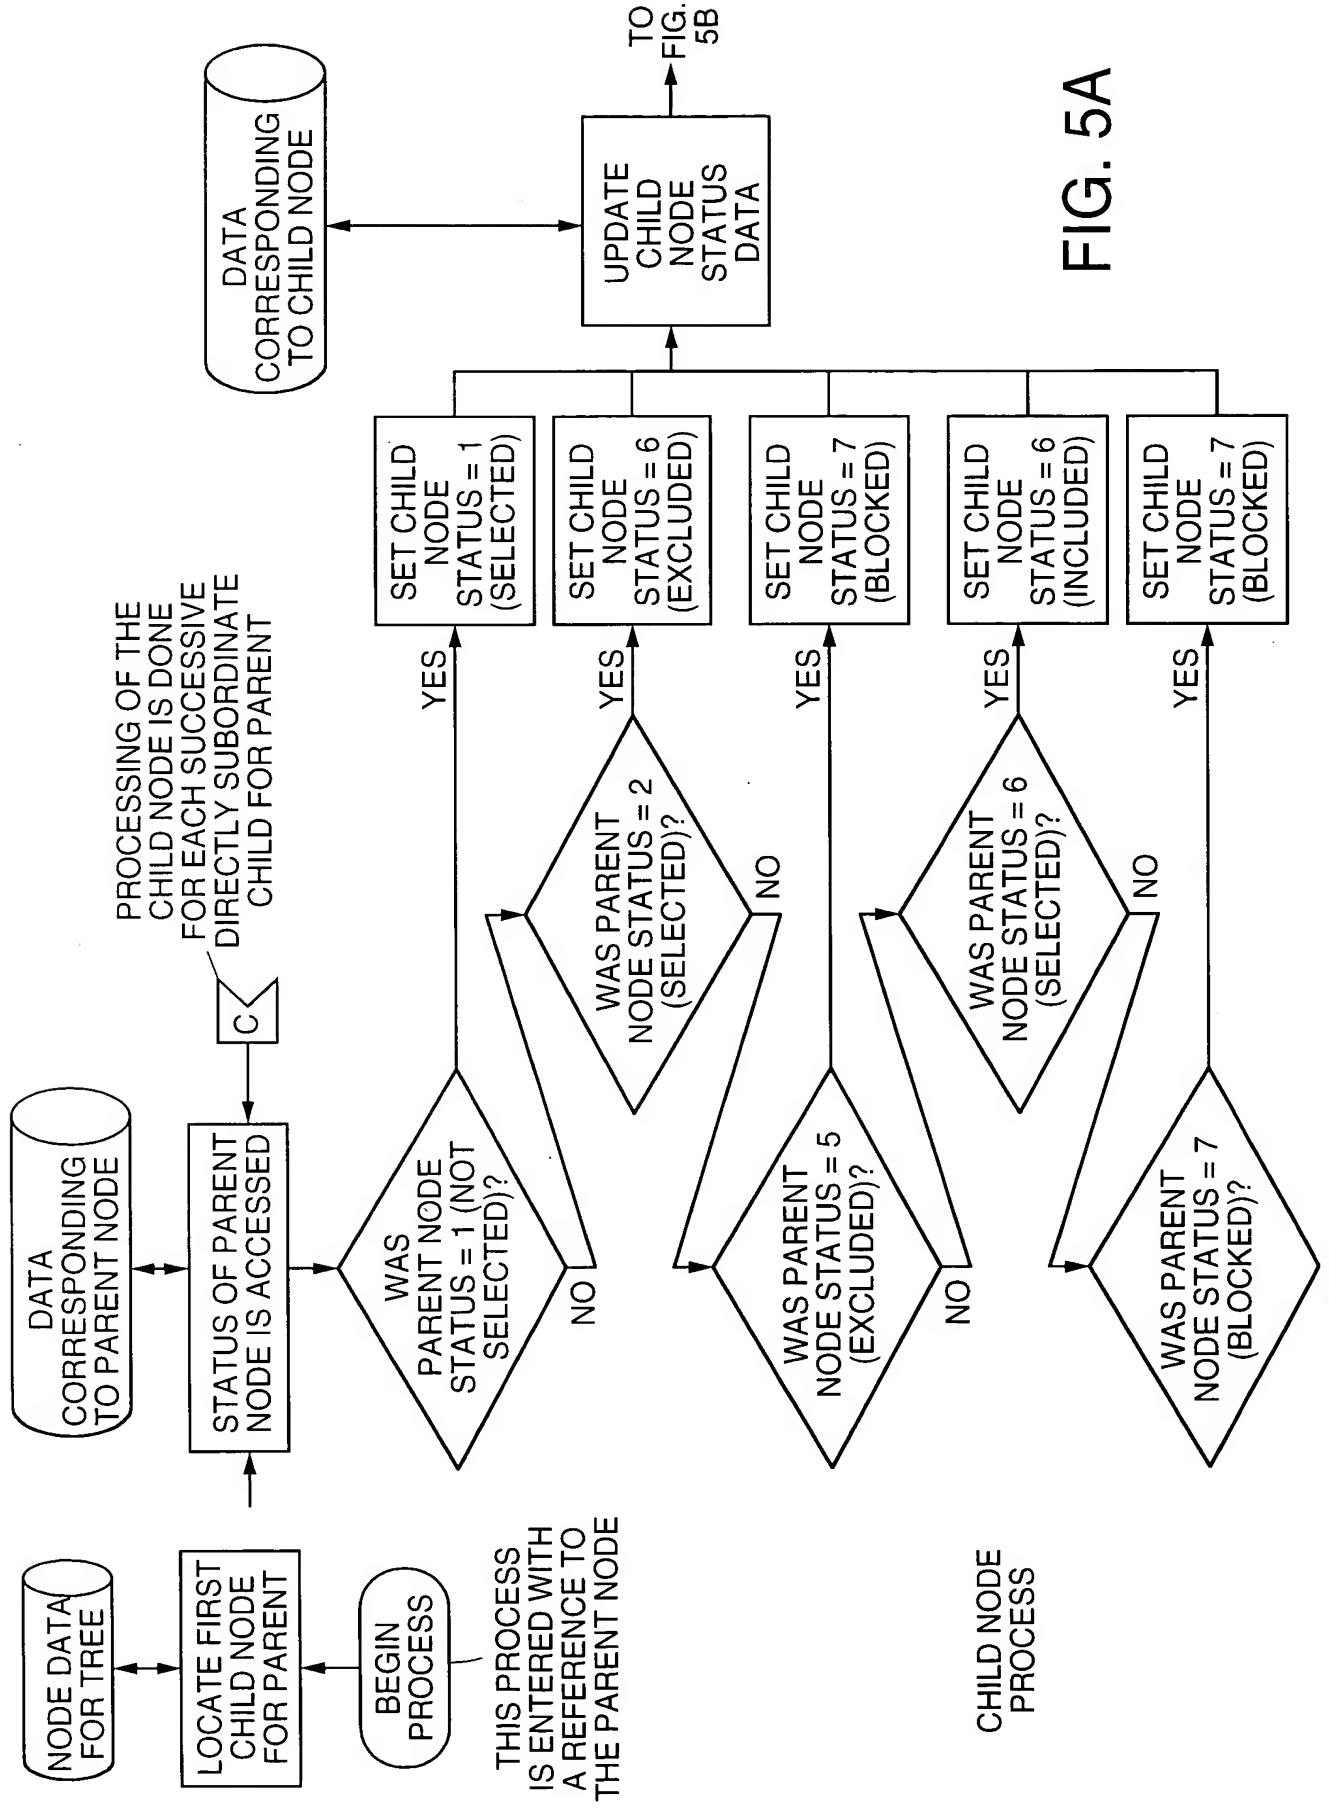 NODE DATA
FOR TREE
LOCATE FIRST
CHILD NODE
FOR PARENT
BEGIN
PROCESS
THIS PROCESS
IS ENTERED WITH
A REFERENCE TO
THE PARENT NODE
DATA
CORRESPONDING
TO PARENT NODE
STATUS OF PARENT
NODE IS ACCESSED
C
PROCESSING OF THE
CHILD NODE IS DONE
FOR EACH SUCCESSIVE
DIRECTLY SUBORDINATE
CHILD FOR PARENT
WAS
PARENT NODE
STATUS = 1 (NOT
SELECTED)?
YES
NO
SET CHILD
NODE
STATUS = 1
(SELECTED)
WAS PARENT
NODE STATUS = 2
(SELECTED)?
YES
NO
SET CHILD
NODE
STATUS = 6
(EXCLUDED)
WAS PARENT
NODE STATUS = 5
(EXCLUDED)?
YES
NO
SET CHILD
NODE
STATUS = 7
(BLOCKED)
WAS PARENT
NODE STATUS = 6
(SELECTED)?
YES
NO
SET CHILD
NODE
STATUS = 6
(INCLUDED)
WAS PARENT
NODE STATUS = 7
(BLOCKED)?
YES
SET CHILD
NODE
STATUS = 7
(BLOCKED)
DATA
CORRESPONDING
TO CHILD NODE
UPDATE
CHILD
NODE
STATUS
DATA
TO
FIG.
5B
CHILD NODE
PROCESS
FIG. 5A